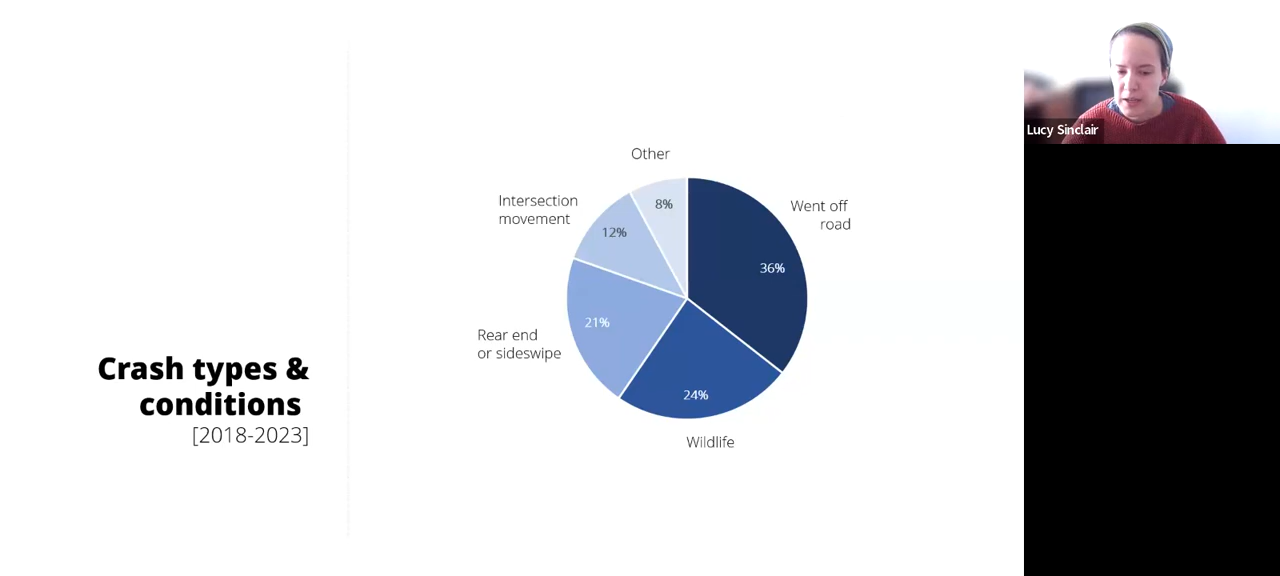 Crash types &
conditions
[2018-2023]
Other
8%
Intersection
movement
12%
Went off
road
36%
Rear end
or sideswipe
21%
24%
Wildlife
Lucy Sinclair